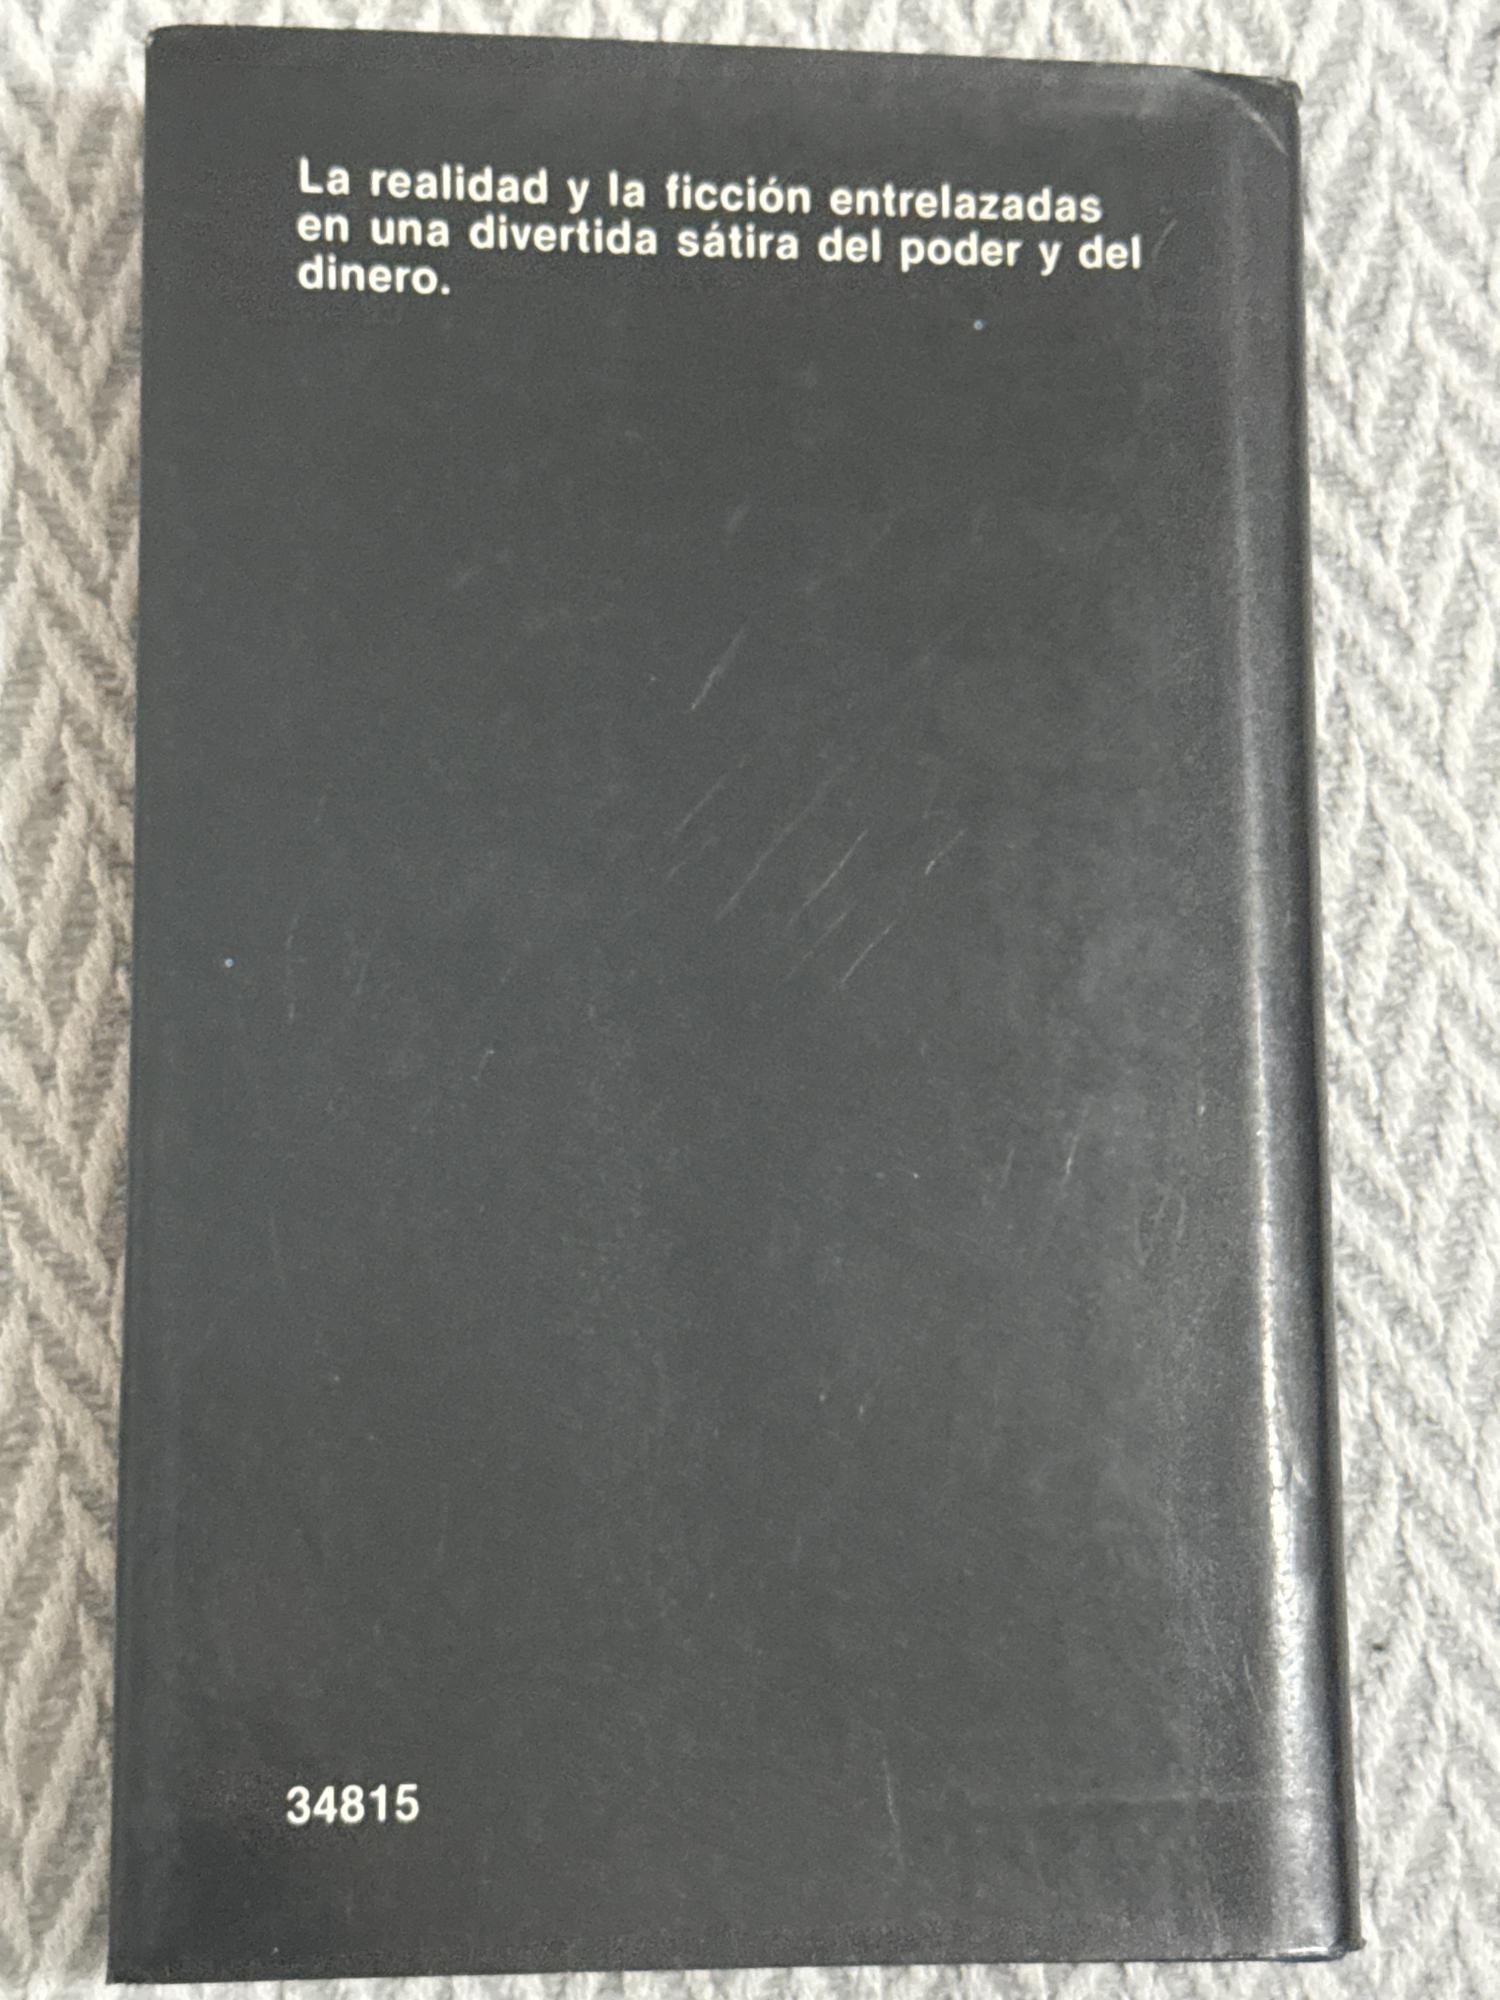 La realidad y la ficción entrelazadas
en una divertida sátira del poder y del
dinero.
34815